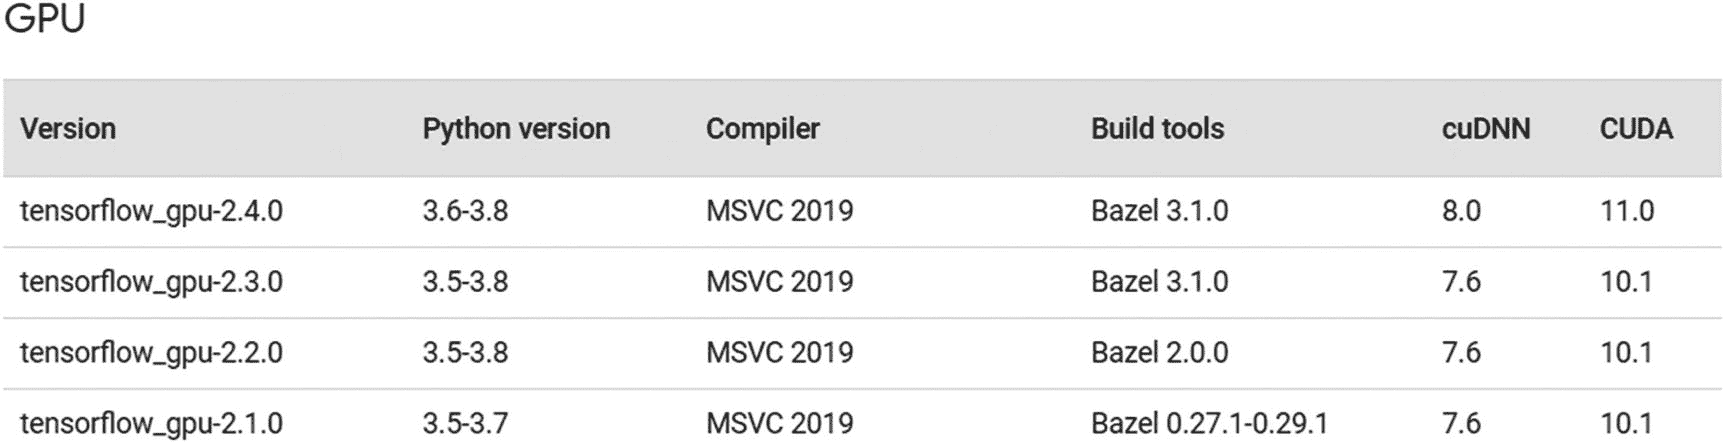 GPU
Version Python version Compiler Build tools cuDNN CUDA
tensorflow_gpu-2.4.0 3.6-3.8 MSVC 2019 Bazel 3.1.0 8.0 11.0
tensorflow_gpu-2.3.0 3.5-3.8 MSVC 2019 Bazel 3.1.0 7.6 10.1
tensorflow_gpu-2.2.0 3.5-3.8 MSVC 2019 Bazel 2.0.0 7.6 10.1
tensorflow_gpu-2.1.0 3.5-3.7 MSVC 2019 Bazel 0.27.1-0.29.1 7.6 10.1